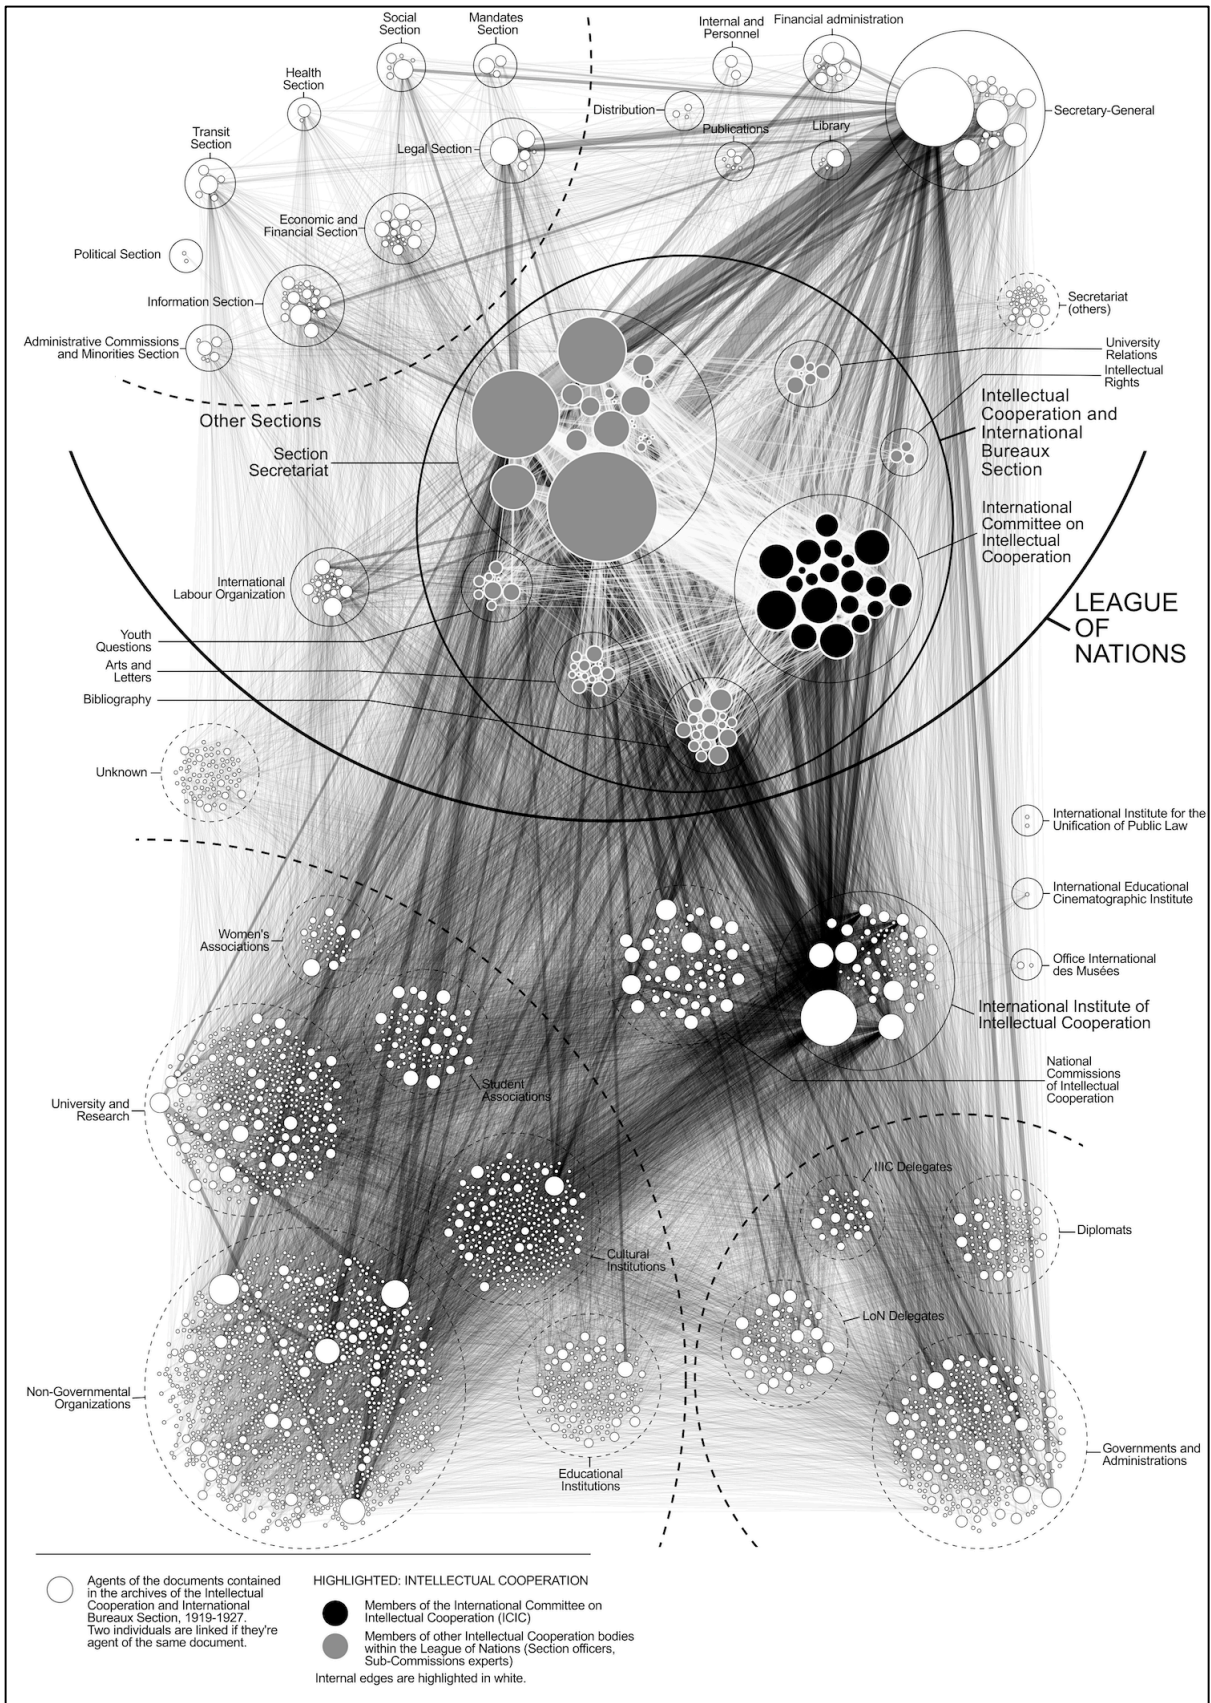 Social
Section
Mandates
Section
Internal and
Personnel
Financial administration
Health
Section
Distribution
Secretary-General
Publications
Library
Transit
Section
Legal Section
Economic and
Financial Section
Political Section
Information Section
Secretariat
(others)
Administrative Commissions
and Minorities Section
University
Relations
Intellectual
Rights
Other Sections
Intellectual
Cooperation and
International
Bureaux
Section
Section
Secretariat
International
Committee on
Intellectual
Cooperation
International
Labour Organization
LEAGUE
OF
NATIONS
Youth
Questions
Arts and
Letters
Bibliography
Unknown
International Institute for the
Unification of Public Law
International Educational
Cinematographic Institute
Women's
Associations
Office International
des Musées
International Institute of
Intellectual Cooperation
National
Commissions
of Intellectual
Cooperation
Student
Associations
University and
Research
IIIC Delegates
Diplomats
Cultural
Institutions
LoN Delegates
Non-Governmental
Organizations
Educational
Institutions
Governments and
Administrations
Agents of the documents contained
in the archives of the Intellectual
Cooperation and International
Bureaux Section, 1919-1927.
Two individuals are linked if they're
agent of the same document.
HIGHLIGHTED: INTELLECTUAL COOPERATION
Members of the International Committee on
Intellectual Cooperation (ICIC)
Members of other Intellectual Cooperation bodies
within the League of Nations (Section officers,
Sub-Commissions experts)
Internal edges are highlighted in white.